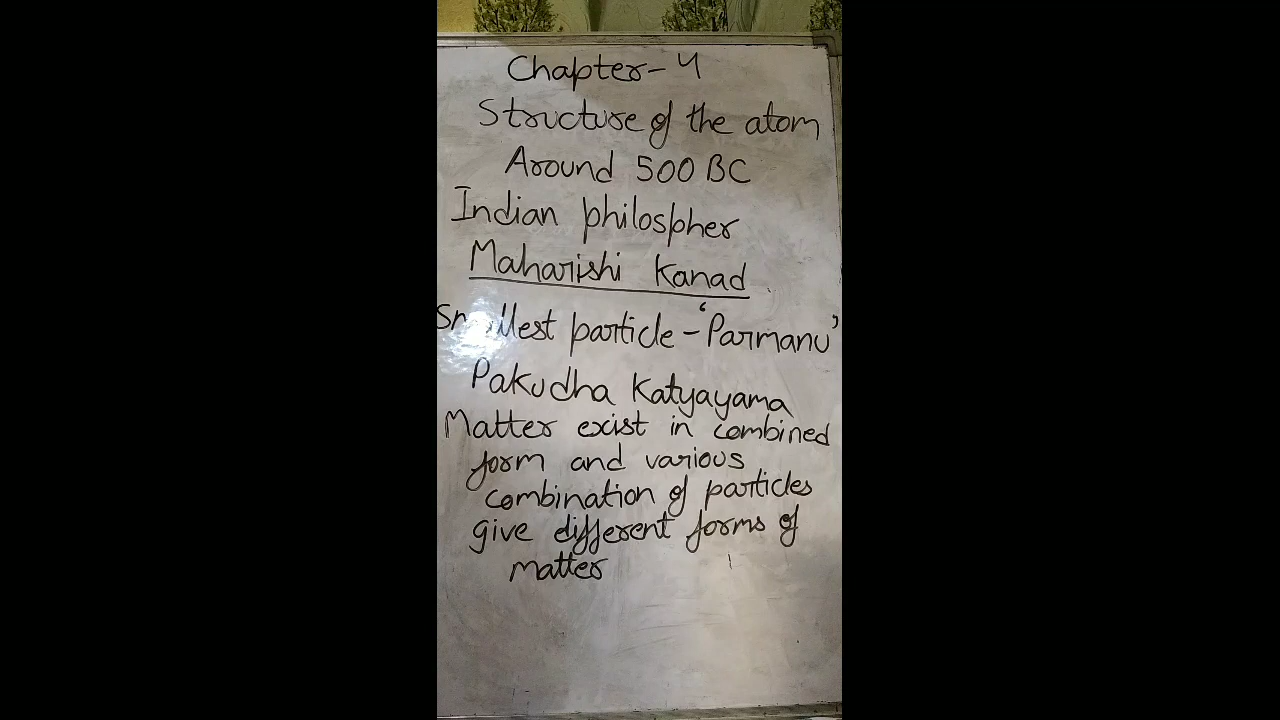 Chapter-4
Structure of the atom
Around 500 BC
Indian philospher
Maharishi Kanad
Smallest particle - 'Parmanu'
Pakudha Katyayama
Matter exist in combined
form and various
combination of particles
give different forms of
matter